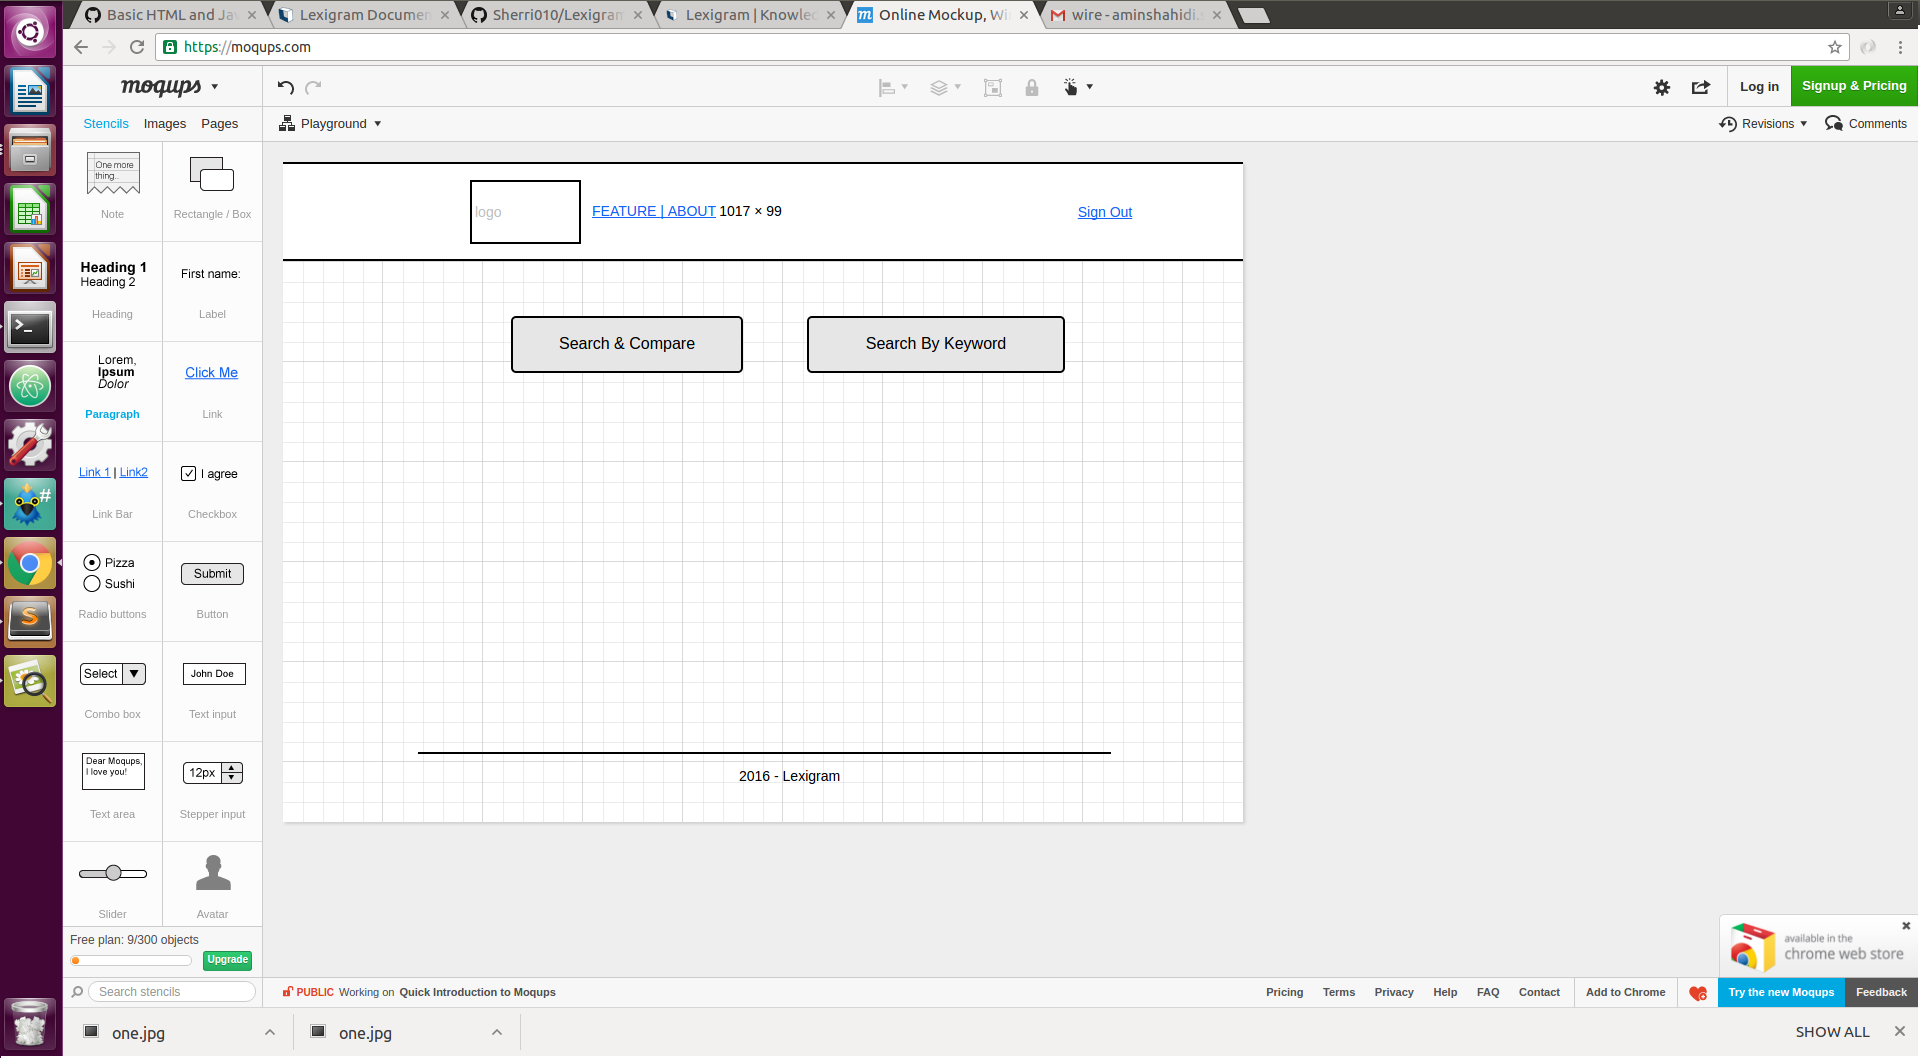 Basic HTML and Ja
Lexigram Documen
Sherri010/Lexigram
Lexigram | Knowle
Online Mockup, Wi
wire - aminshahidi.s
https://moqups.com
moqups
Log in
Signup & Pricing
Stencils
Images
Pages
Playground
Revisions
Comments
One more
thing..
Note
Rectangle / Box
Heading 1
Heading 2
Heading
First name:
Label
Lorem,
Ipsum
Dolor
Paragraph
Click Me
Link
Link 1 | Link2
Link Bar
I agree
Checkbox
Pizza
Sushi
Radio buttons
Submit
Button
Select
Combo box
John Doe
Text input
Dear Moqups,
I love you!
Text area
12px
Stepper input
Slider
Avatar
Free plan: 9/300 objects
Upgrade
Search stencils
logo
FEATURE | ABOUT 1017 × 99
Sign Out
Search & Compare
Search By Keyword
2016 - Lexigram
available in the
chrome web store
PUBLIC Working on Quick Introduction to Moqups
Pricing
Terms
Privacy
Help
FAQ
Contact
Add to Chrome
Try the new Moqups
Feedback
one.jpg
one.jpg
SHOW ALL